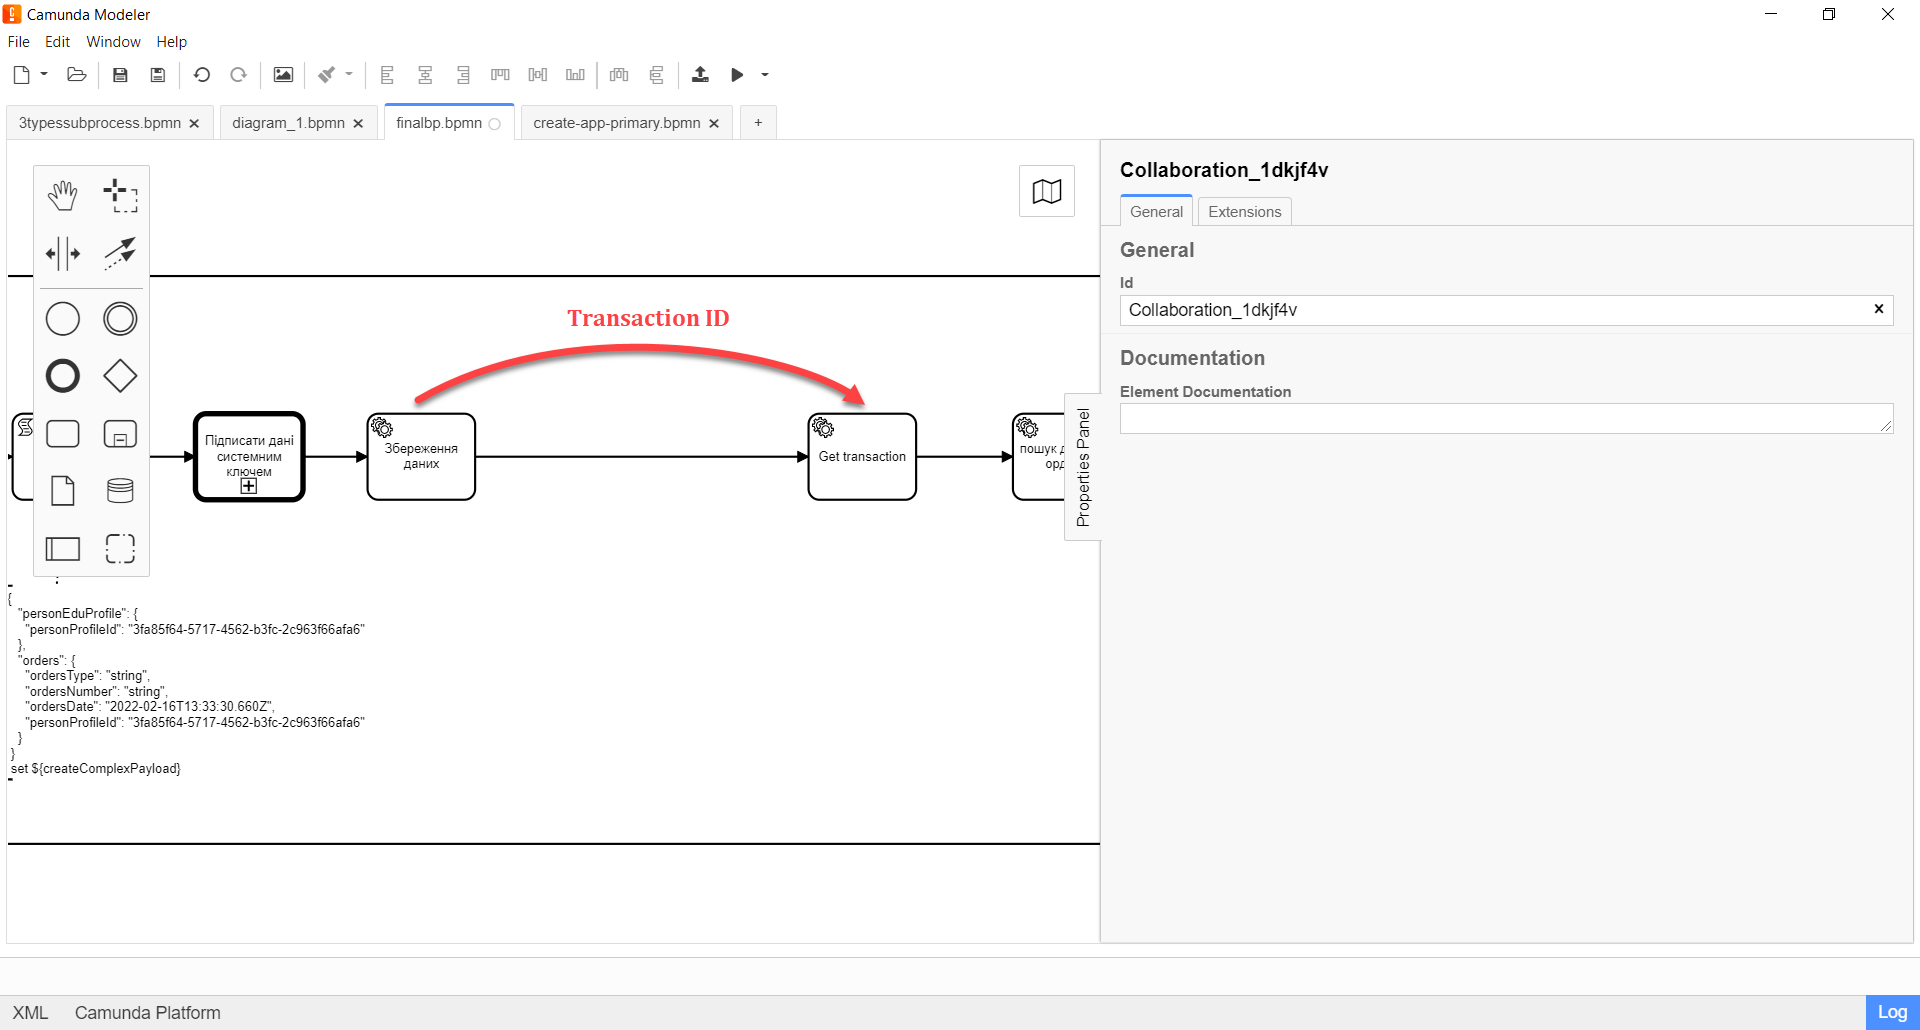 Camunda Modeler
File Edit Window Help
3typessubprocess.bpmn
diagram_1.bpmn
finalbp.bpmn
create-app-primary.bpmn
+
Transaction ID
Підписати дані
системним
ключем
Збереження
даних
Get transaction
пошук
{
"personEduProfile": {
"personProfileId": "3fa85f64-5717-4562-b3fc-2c963f66afa6"
},
"orders": {
"ordersType": "string",
"ordersNumber": "string",
"ordersDate": "2022-02-16T13:33:30.660Z",
"personProfileId": "3fa85f64-5717-4562-b3fc-2c963f66afa6"
}
}
set ${createComplexPayload}
Properties Panel
Collaboration_1dkjf4v
General Extensions
General
Id
Collaboration_1dkjf4v
Documentation
Element Documentation
XML Camunda Platform
Log